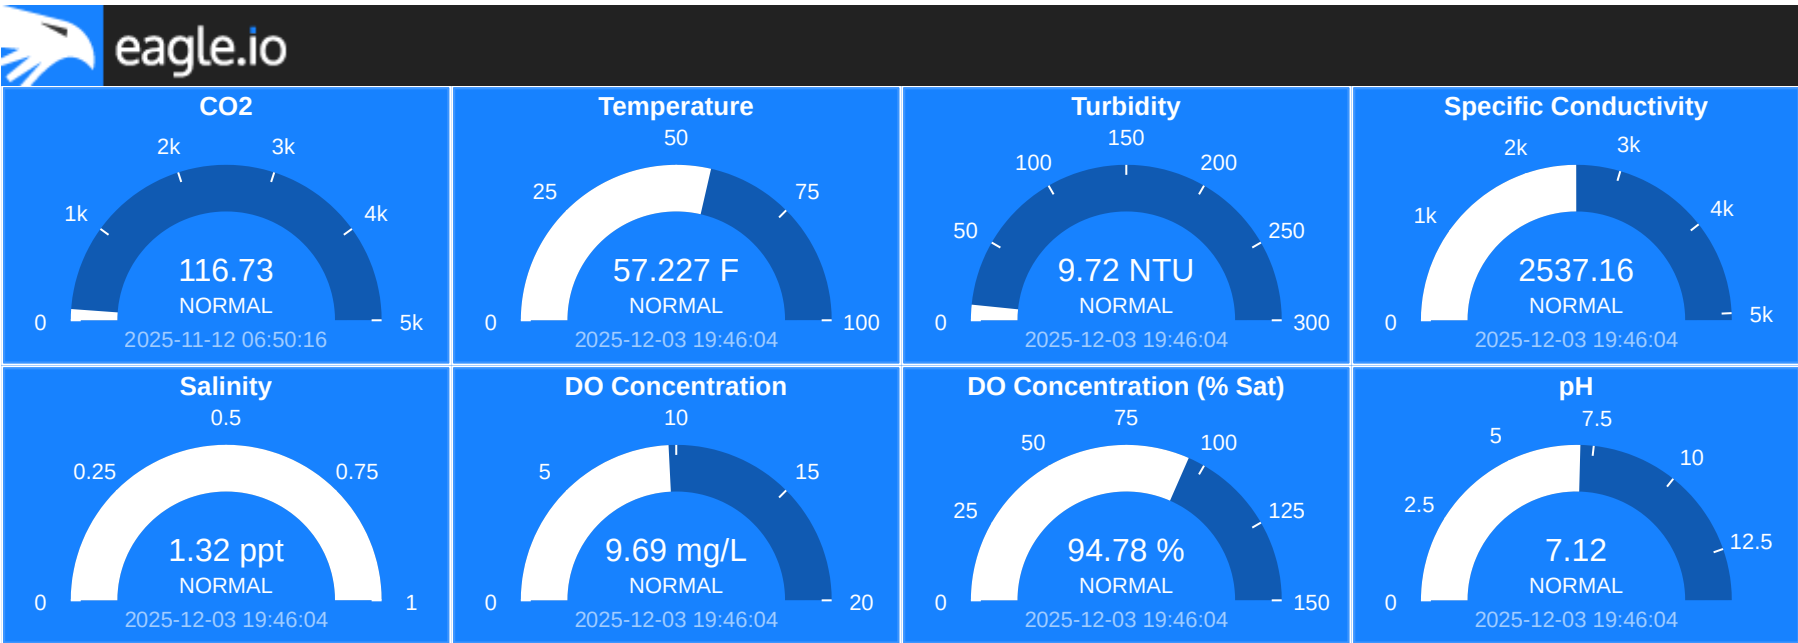 eagle.io
CO2
0
1k
2k
3k
4k
5k
116.73
NORMAL
2025-11-12 06:50:16
Temperature
0
25
50
75
100
57.227 F
NORMAL
2025-12-03 19:46:04
Turbidity
0
50
100
150
200
250
300
9.72 NTU
NORMAL
2025-12-03 19:46:04
Specific Conductivity
0
1k
2k
3k
4k
5k
2537.16
NORMAL
2025-12-03 19:46:04
Salinity
0
0.25
0.5
0.75
1
1.32 ppt
NORMAL
2025-12-03 19:46:04
DO Concentration
0
5
10
15
20
9.69 mg/L
NORMAL
2025-12-03 19:46:04
DO Concentration (% Sat)
0
25
50
75
100
125
150
94.78 %
NORMAL
2025-12-03 19:46:04
pH
0
2.5
5
7.5
10
12.5
7.12
NORMAL
2025-12-03 19:46:04